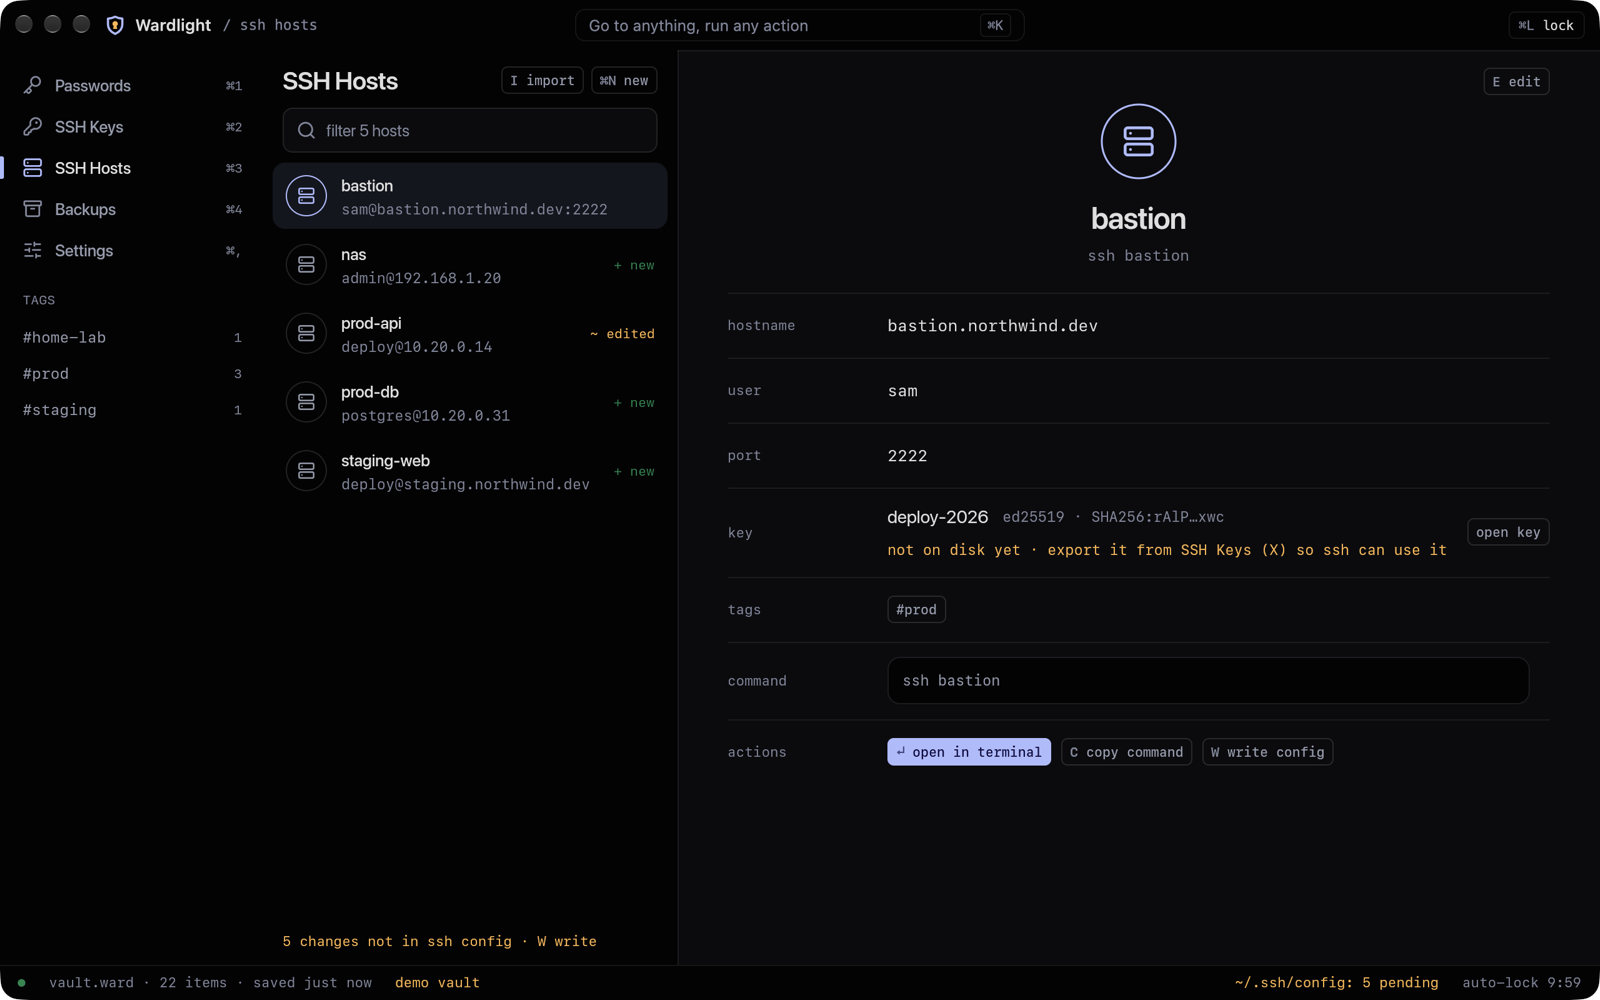 Wardlight / ssh hosts
Go to anything, run any action ⌘K
⌘L lock
Passwords ⌘1
SSH Keys ⌘2
SSH Hosts ⌘3
Backups ⌘4
Settings ⌘,
TAGS
#home-lab 1
#prod 3
#staging 1
SSH Hosts
I import
⌘N new
filter 5 hosts
bastion
sam@bastion.northwind.dev:2222
nas
admin@192.168.1.20
+ new
prod-api
deploy@10.20.0.14
~ edited
prod-db
postgres@10.20.0.31
+ new
staging-web
deploy@staging.northwind.dev
+ new
5 changes not in ssh config · W write
E edit
bastion
ssh bastion
hostname bastion.northwind.dev
user sam
port 2222
key
deploy-2026 ed25519 · SHA256:rAlP…xwc
not on disk yet · export it from SSH Keys (X) so ssh can use it
open key
tags #prod
command ssh bastion
actions ↵ open in terminal C copy command W write config
vault.ward · 22 items · saved just now demo vault
~/.ssh/config: 5 pending auto-lock 9:59